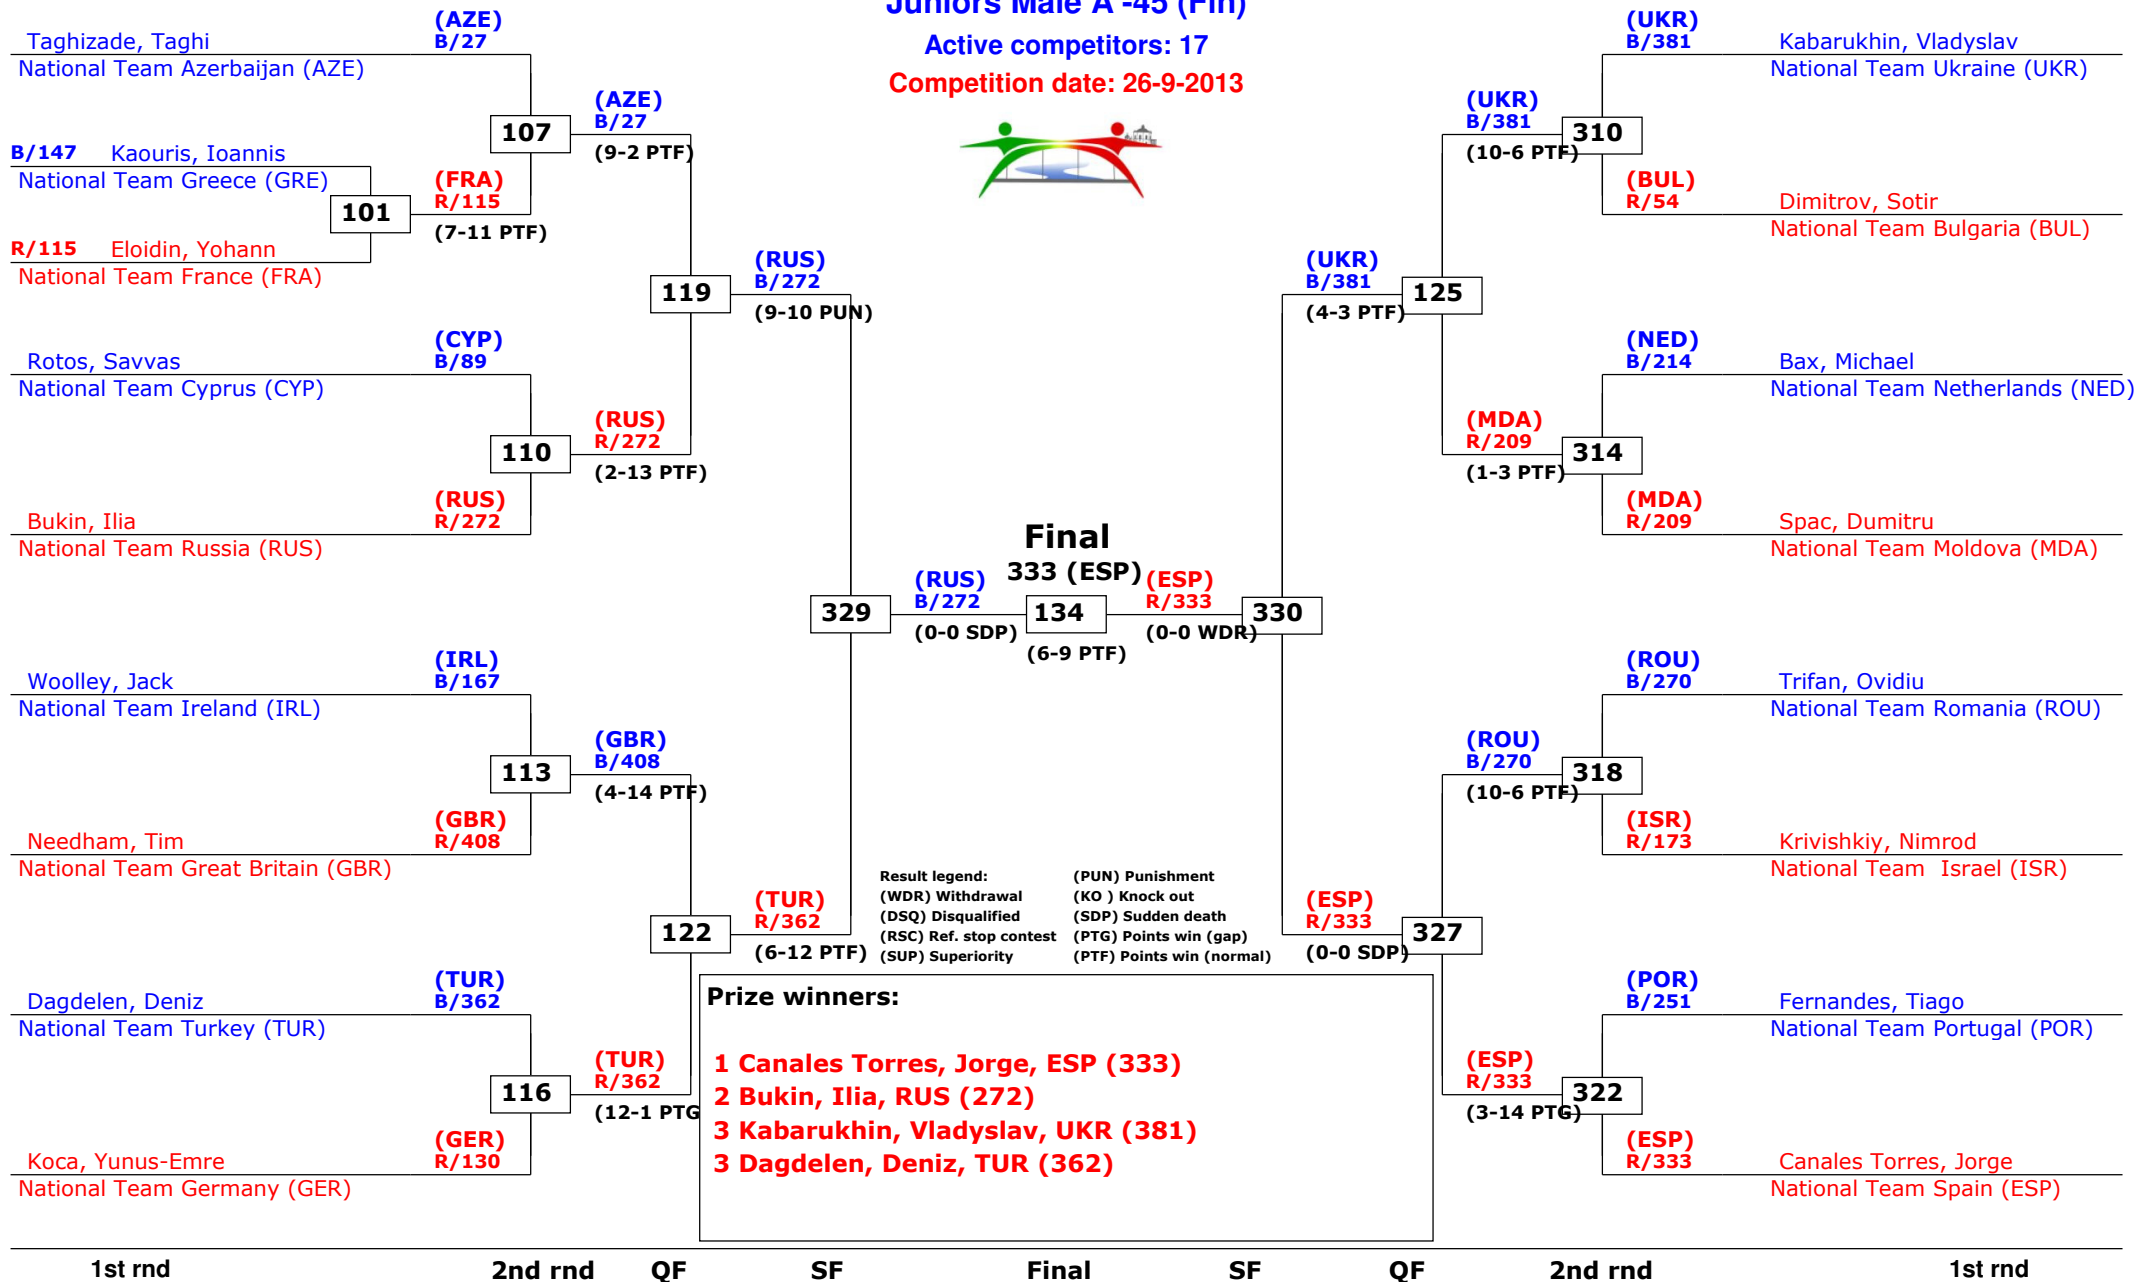 Juniors Male A -45 (Fin)
Active competitors: 17
Competition date: 26-9-2013
Taghizade, Taghi
(AZE)
B/27
National Team Azerbaijan (AZE)
107
(AZE)
B/27
(9-2 PTF)
B/147 Kaouris, Ioannis
National Team Greece (GRE)
101
(FRA)
R/115
(7-11 PTF)
R/115 Eloidin, Yohann
National Team France (FRA)
119
(RUS)
B/272
(9-10 PUN)
Rotos, Savvas
(CYP)
B/89
National Team Cyprus (CYP)
110
(RUS)
R/272
(2-13 PTF)
Bukin, Ilia
(RUS)
R/272
National Team Russia (RUS)
329
(RUS)
B/272
(0-0 SDP)
Woolley, Jack
(IRL)
B/167
National Team Ireland (IRL)
113
(GBR)
B/408
(4-14 PTF)
Needham, Tim
(GBR)
R/408
National Team Great Britain (GBR)
122
(TUR)
R/362
(6-12 PTF)
Dagdelen, Deniz
(TUR)
B/362
National Team Turkey (TUR)
116
(TUR)
R/362
(12-1 PTG
Koca, Yunus-Emre
(GER)
R/130
National Team Germany (GER)
Final
333 (ESP)
134
(6-9 PTF)
(ESP)
R/333
(0-0 WDR)
330
(UKR)
B/381
Kabarukhin, Vladyslav
National Team Ukraine (UKR)
(UKR)
B/381
(10-6 PTF)
310
(BUL)
R/54
Dimitrov, Sotir
National Team Bulgaria (BUL)
(UKR)
B/381
(4-3 PTF)
125
(NED)
B/214
Bax, Michael
National Team Netherlands (NED)
(MDA)
R/209
(1-3 PTF)
314
(MDA)
R/209
Spac, Dumitru
National Team Moldova (MDA)
(ROU)
B/270
Trifan, Ovidiu
National Team Romania (ROU)
(ROU)
B/270
(10-6 PTF)
318
(ISR)
R/173
Krivishkiy, Nimrod
National Team Israel (ISR)
(ESP)
R/333
(0-0 SDP)
327
(POR)
B/251
Fernandes, Tiago
National Team Portugal (POR)
(ESP)
R/333
(3-14 PTG)
322
(ESP)
R/333
Canales Torres, Jorge
National Team Spain (ESP)
Result legend: (PUN) Punishment
(WDR) Withdrawal (KO ) Knock out
(DSQ) Disqualified (SDP) Sudden death
(RSC) Ref. stop contest (PTG) Points win (gap)
(SUP) Superiority (PTF) Points win (normal)
Prize winners:
1 Canales Torres, Jorge, ESP (333)
2 Bukin, Ilia, RUS (272)
3 Kabarukhin, Vladyslav, UKR (381)
3 Dagdelen, Deniz, TUR (362)
1st rnd 2nd rnd QF SF Final SF QF 2nd rnd 1st rnd